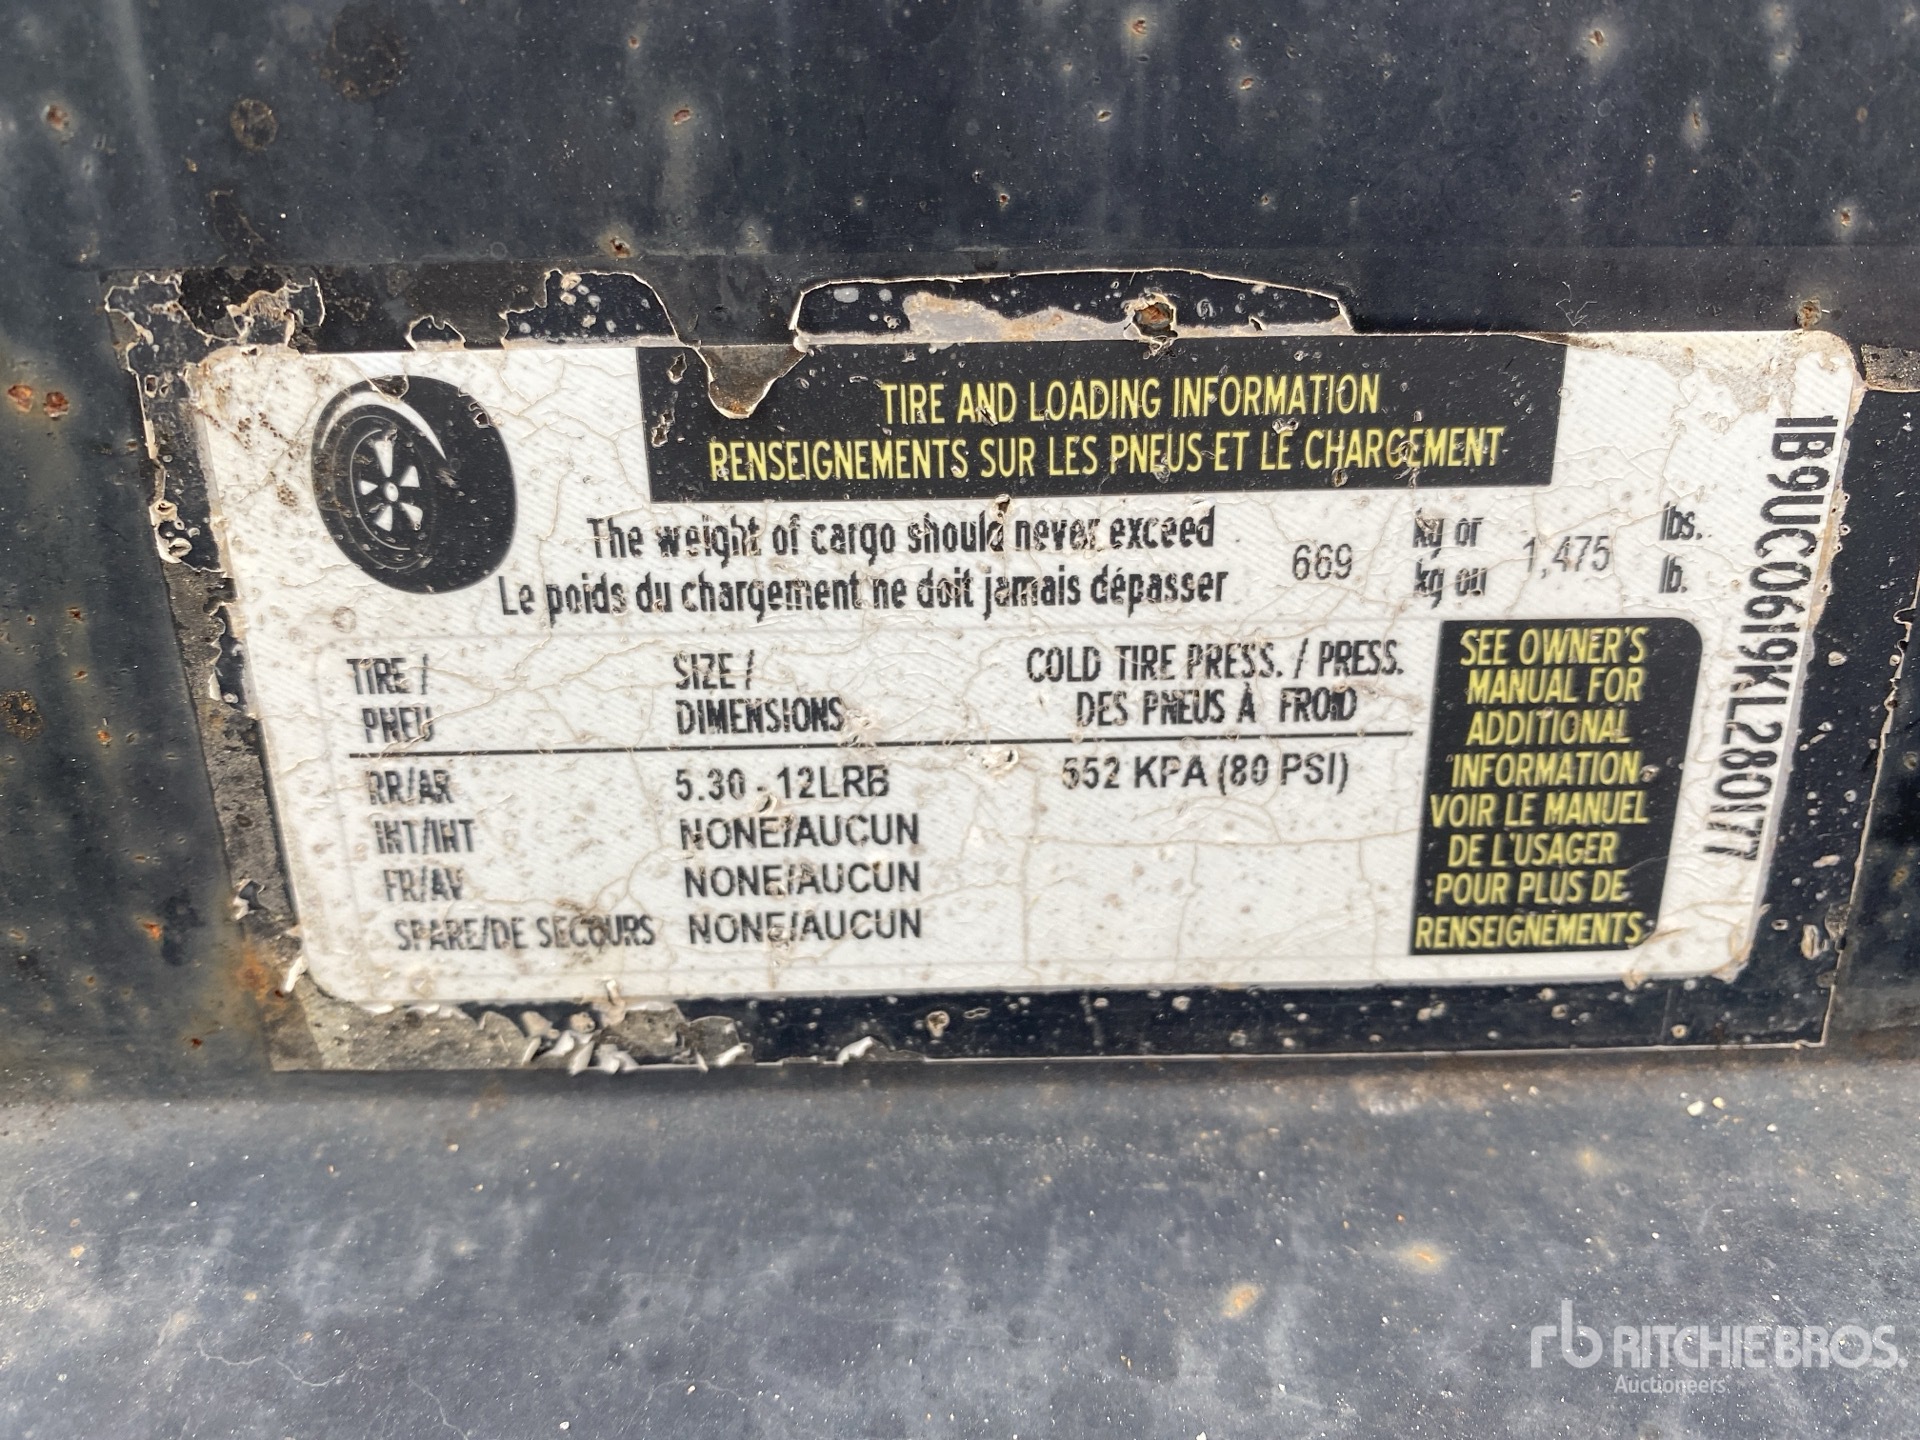 TIRE AND LOADING INFORMATION
RENSEIGNEMENTS SUR LES PNEUS ET LE CHARGEMENT
The weight of cargo should never exceed 669 kg or 1,475 lbs.
Le poids du chargement ne doit jamais dépasser kg ou lb.
TIRE / SIZE / COLD TIRE PRESS. / PRESS.
PNEU DIMENSIONS DES PNEUS À FROID
RR/AR 5.30 - 12LRB 552 KPA (80 PSI)
INT/INT NONE/AUCUN
FR/AV NONE/AUCUN
SPARE/DE SECOURS NONE/AUCUN
SEE OWNER'S
MANUAL FOR
ADDITIONAL
INFORMATION
VOIR LE MANUEL
DE L'USAGER
POUR PLUS DE
RENSEIGNEMENTS
1B9UC0619KL280177
rb RITCHIE BROS.
Auctioneers